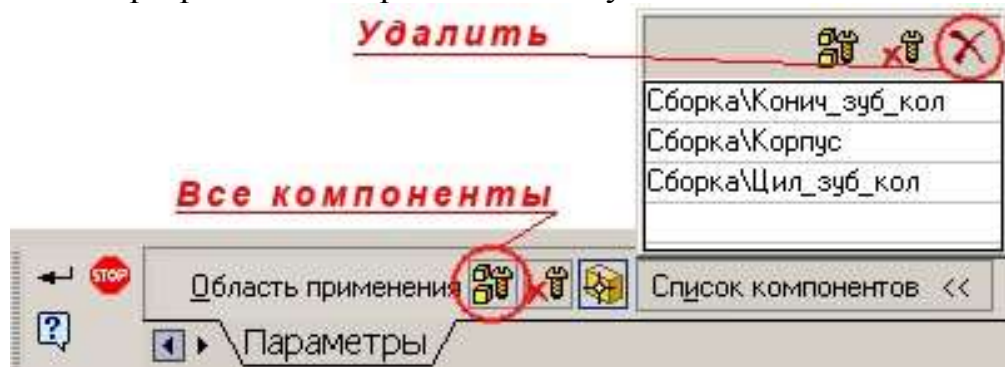 Удалить
Сборка\Конич_зуб_кол
Сборка\Корпус
Сборка\Цил_зуб_кол
Все компоненты
STOP
Область применения
Список компонентов <<
?
Параметры